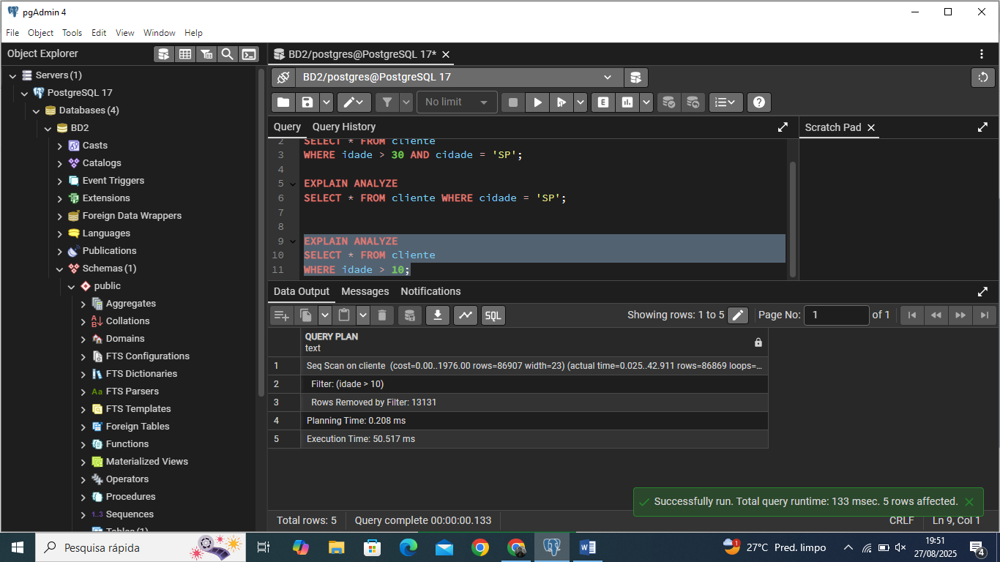 pgAdmin 4
File Object Tools Edit View Window Help
Object Explorer
BD2/postgres@PostgreSQL 17*
Servers (1)
BD2/postgres@PostgreSQL 17
PostgreSQL 17
No limit
E
Databases (4)
BD2
Query
Query History
Scratch Pad
Casts
Catalogs
Event Triggers
Extensions
Foreign Data Wrappers
Languages
Publications
Schemas (1)
public
Aggregates
Collations
Domains
FTS Configurations
FTS Dictionaries
Aa FTS Parsers
FTS Templates
Foreign Tables
Functions
Materialized Views
Operators
Procedures
1..3 Sequences
Tables (1)
2 SELECT * FROM cliente
3 WHERE idade > 30 AND cidade = 'SP';
4
5 EXPLAIN ANALYZE
6 SELECT * FROM cliente WHERE cidade = 'SP';
7
8
9 EXPLAIN ANALYZE
10 SELECT * FROM cliente
11 WHERE idade > 10;
Data Output Messages Notifications
SQL
Showing rows: 1 to 5
Page No: 1 of 1
QUERY PLAN
text
1 Seq Scan on cliente (cost=0.00..1976.00 rows=86907 width=23) (actual time=0.025..42.911 rows=86869 loops=...
2 Filter: (idade > 10)
3 Rows Removed by Filter: 13131
4 Planning Time: 0.208 ms
5 Execution Time: 50.517 ms
Successfully run. Total query runtime: 133 msec. 5 rows affected.
Total rows: 5
Query complete 00:00:00.133
CRLF
Ln 9, Col 1
Pesquisa rápida
1
27°C Pred. limpo
19:51
27/08/2025
4